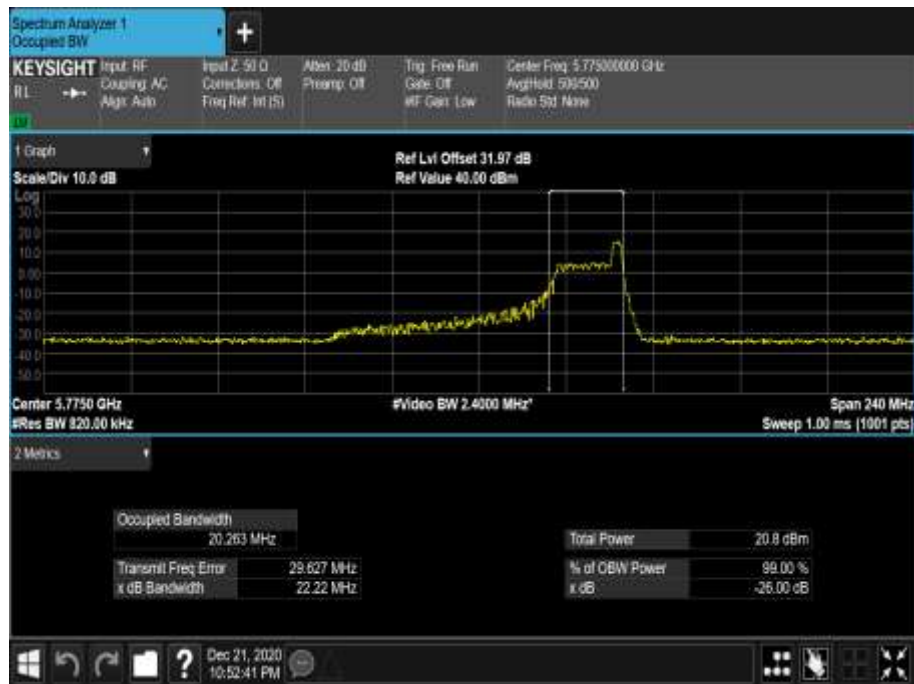 Spectrum Analyzer 1
Occupied BW
+
KEYSIGHT
RL
Input: RF
Coupling: AC
Align: Auto
Input Z: 50 Ω
Corrections: Off
Freq Ref: Int (S)
Atten: 20 dB
Preamp: Off
Trig: Free Run
Gate: Off
#IF Gain: Low
Center Freq: 5.775000000 GHz
Avg|Hold: 500/500
Radio Std: None
1 Graph
Scale/Div 10.0 dB
Ref Lvl Offset 31.97 dB
Ref Value 40.00 dBm
Log
30.0
20.0
10.0
0.00
-10.0
-20.0
-30.0
-40.0
-50.0
Center 5.7750 GHz
#Video BW 2.4000 MHz*
Span 240 MHz
#Res BW 820.00 kHz
Sweep 1.00 ms (1001 pts)
2 Metrics
Occupied Bandwidth
20.263 MHz
Total Power 20.8 dBm
Transmit Freq Error 29.627 MHz
% of OBW Power 99.00 %
x dB Bandwidth 22.22 MHz
x dB -26.00 dB
?
Dec 21, 2020
10:52:41 PM